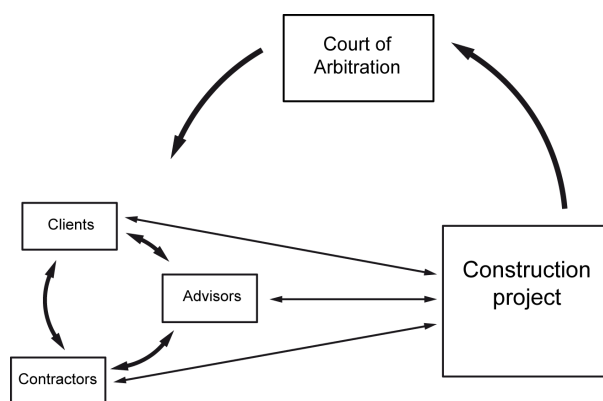 Court of
Arbitration
Clients
Advisors
Construction
project
Contractors